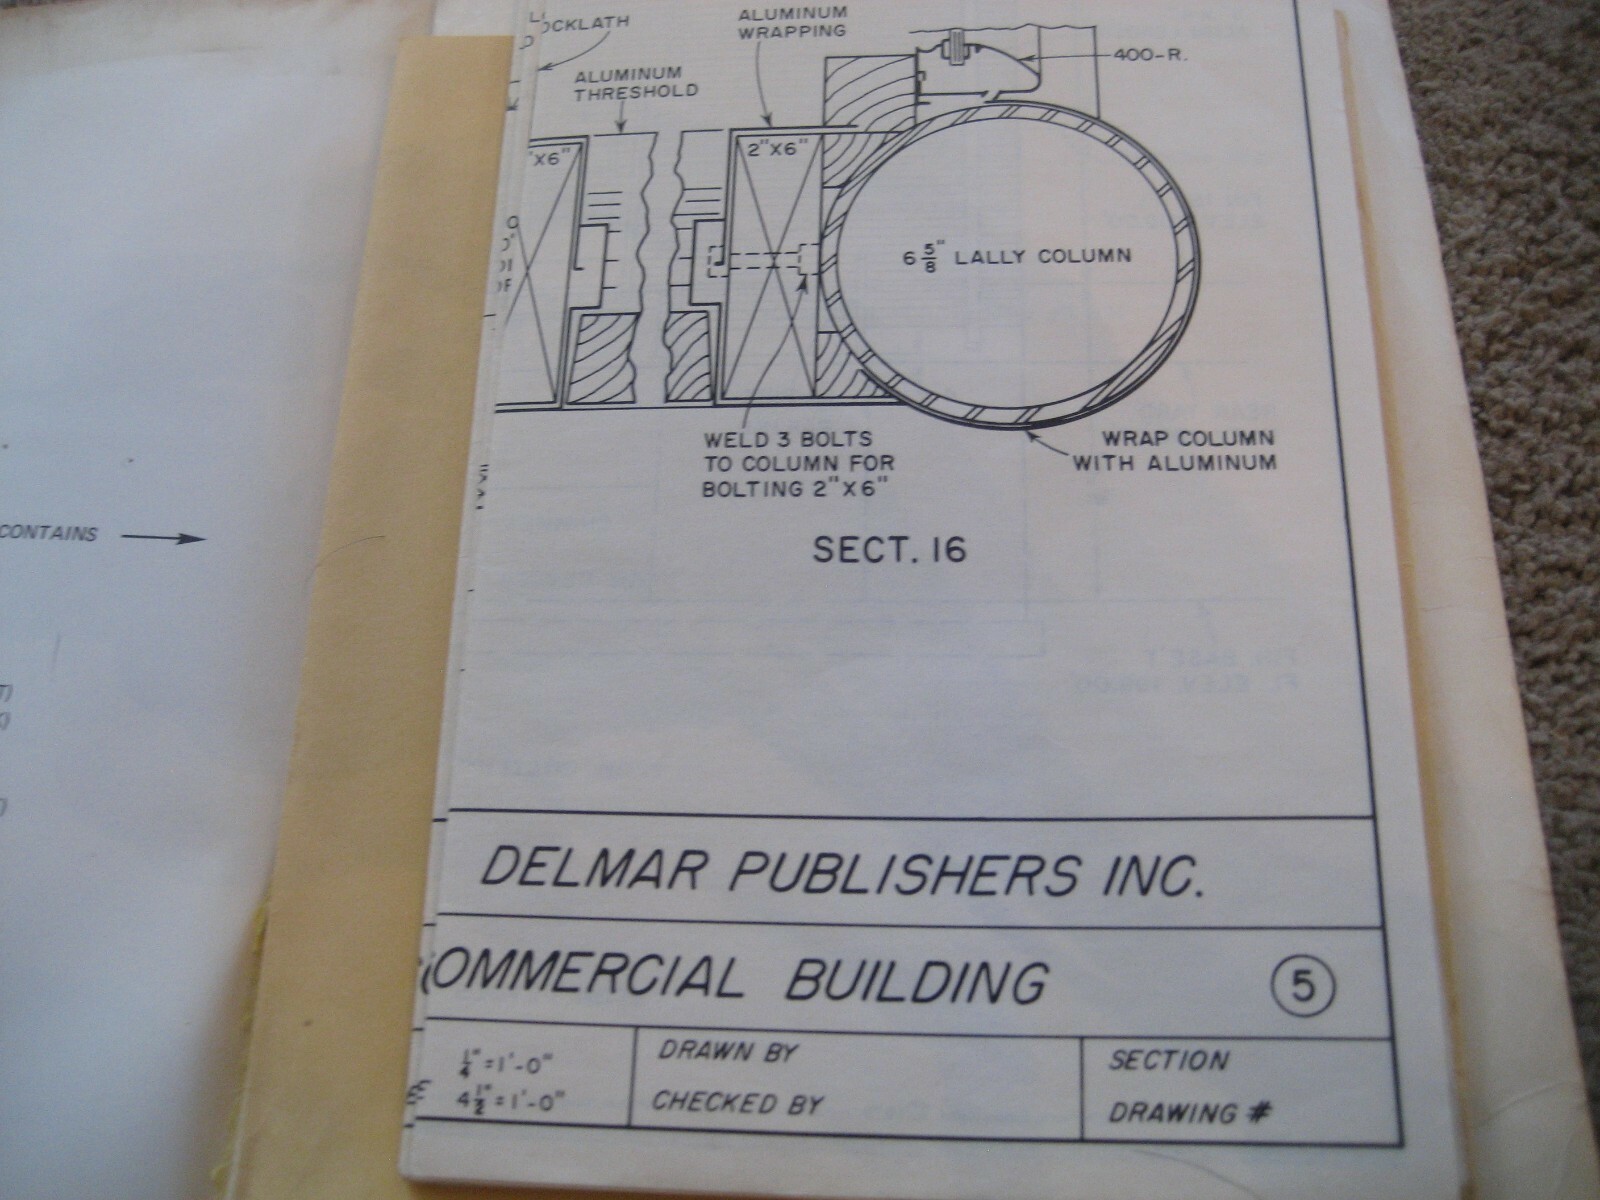 OCKLATH
ALUMINUM
WRAPPING
400-R.
ALUMINUM
THRESHOLD
'X6"
2"X6"
6 5/8" LALLY COLUMN
WELD 3 BOLTS
TO COLUMN FOR
BOLTING 2"X6"
WRAP COLUMN
WITH ALUMINUM
SECT. 16
CONTAINS
DELMAR PUBLISHERS INC.
COMMERCIAL BUILDING
5
1/4"=1'-0"
4 1/2"=1'-0"
DRAWN BY
CHECKED BY
SECTION
DRAWING #